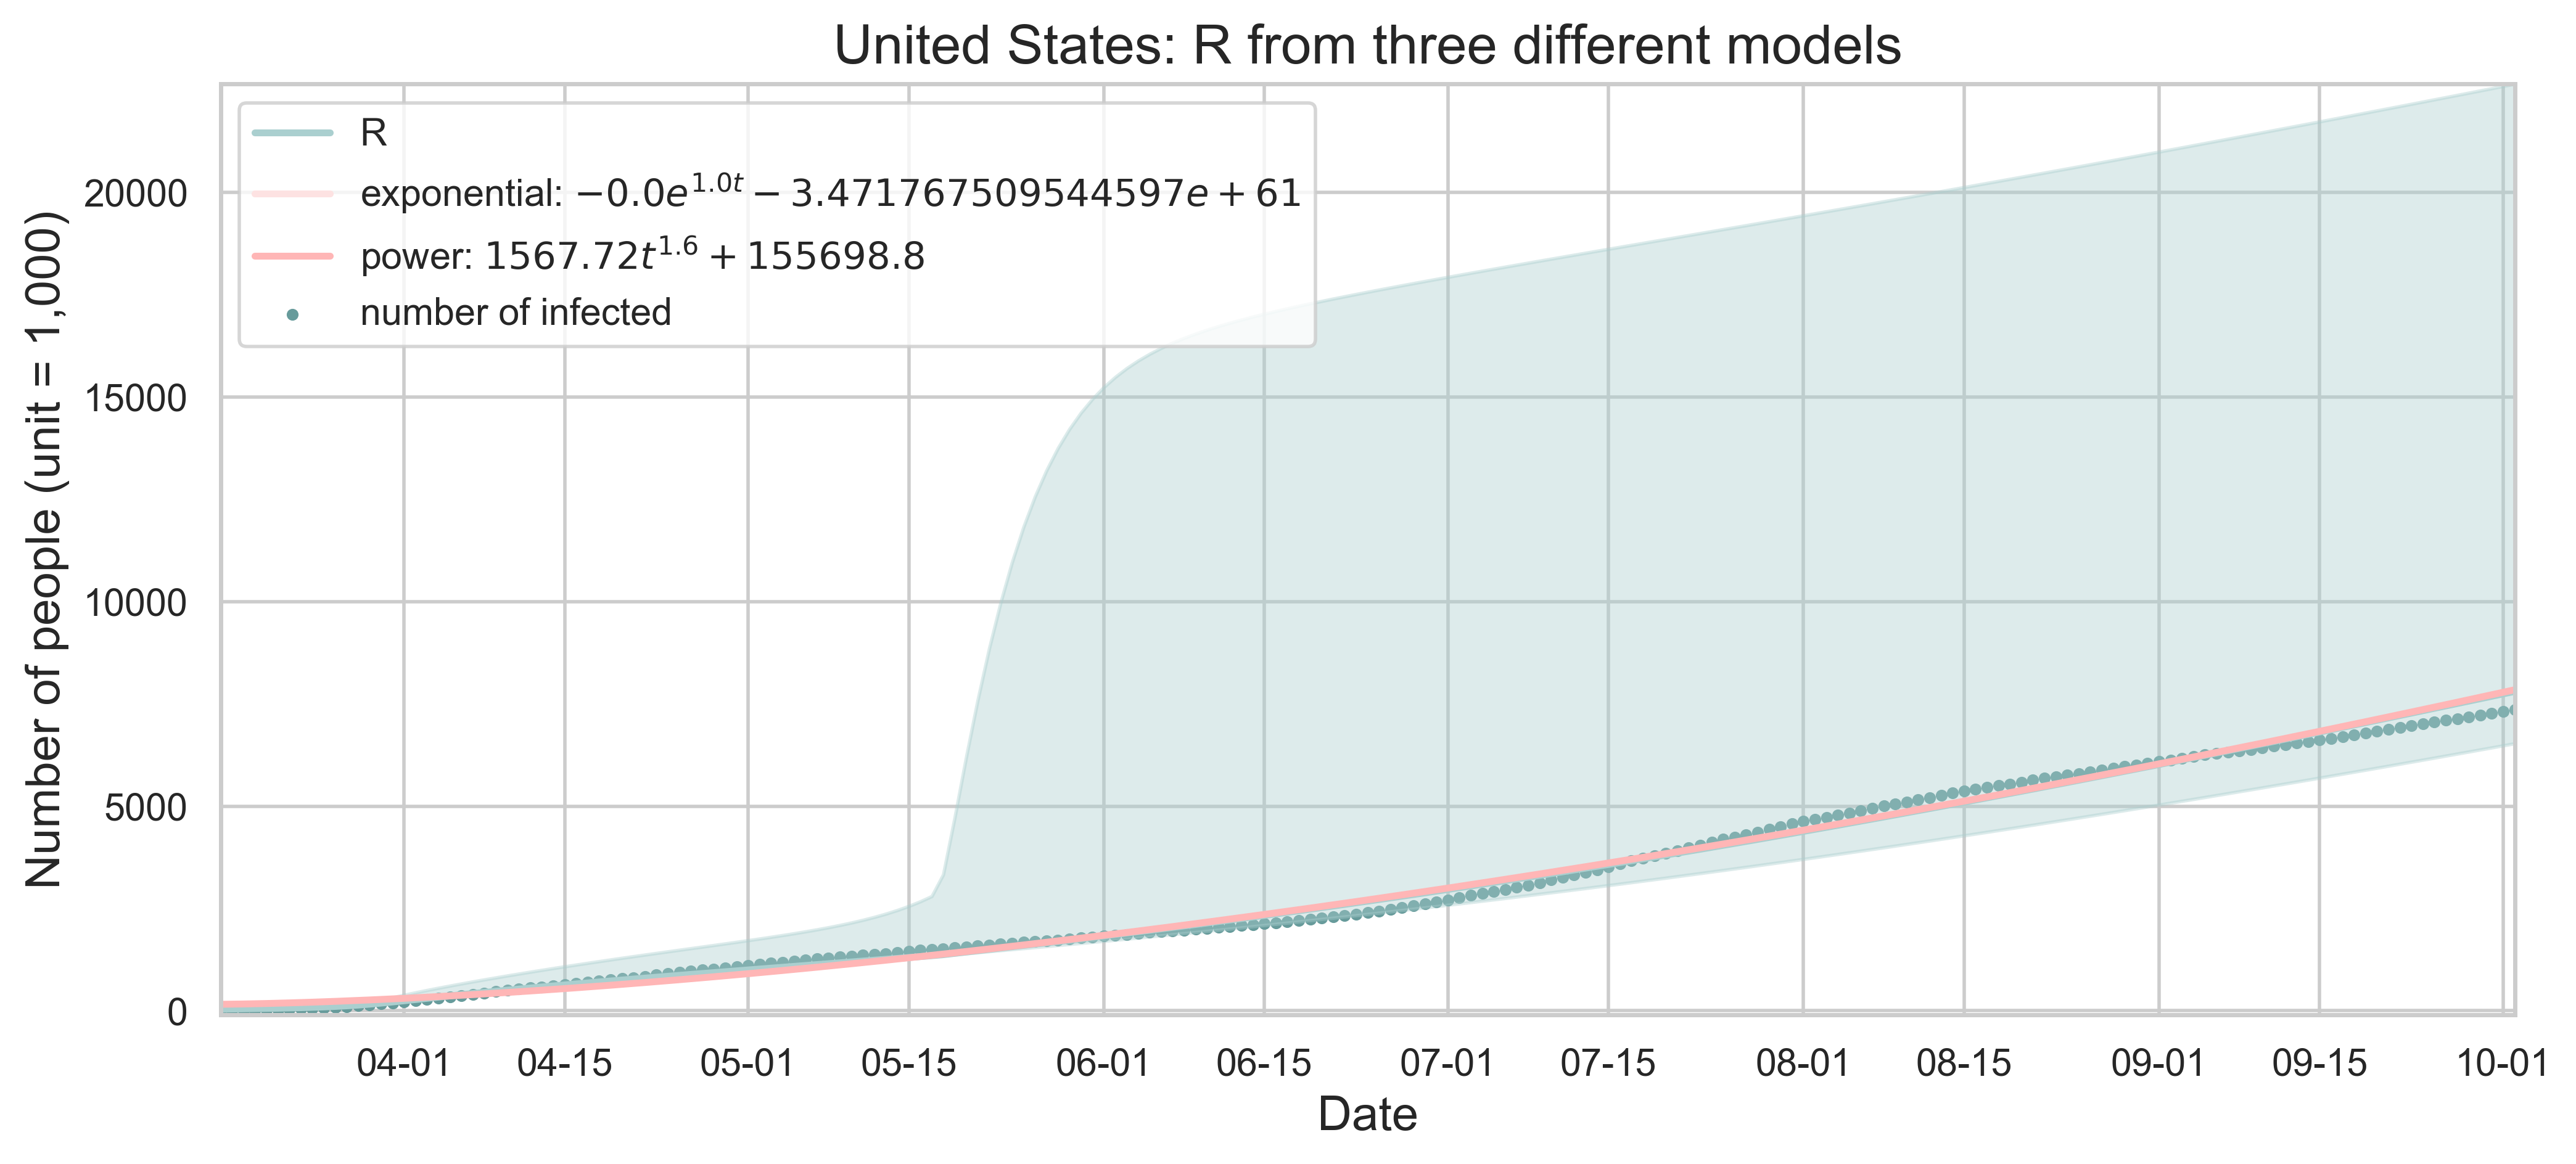 United States: R from three different models
R
exponential: −0.0e^1.0t − 3.4717675095445​97e + 61
power: 1567.72t^1.6 + 155698.8
number of infected
Number of people (unit = 1,000)
20000
15000
10000
5000
0
04-01 04-15 05-01 05-15 06-01 06-15 07-01 07-15 08-01 08-15 09-01 09-15 10-01
Date